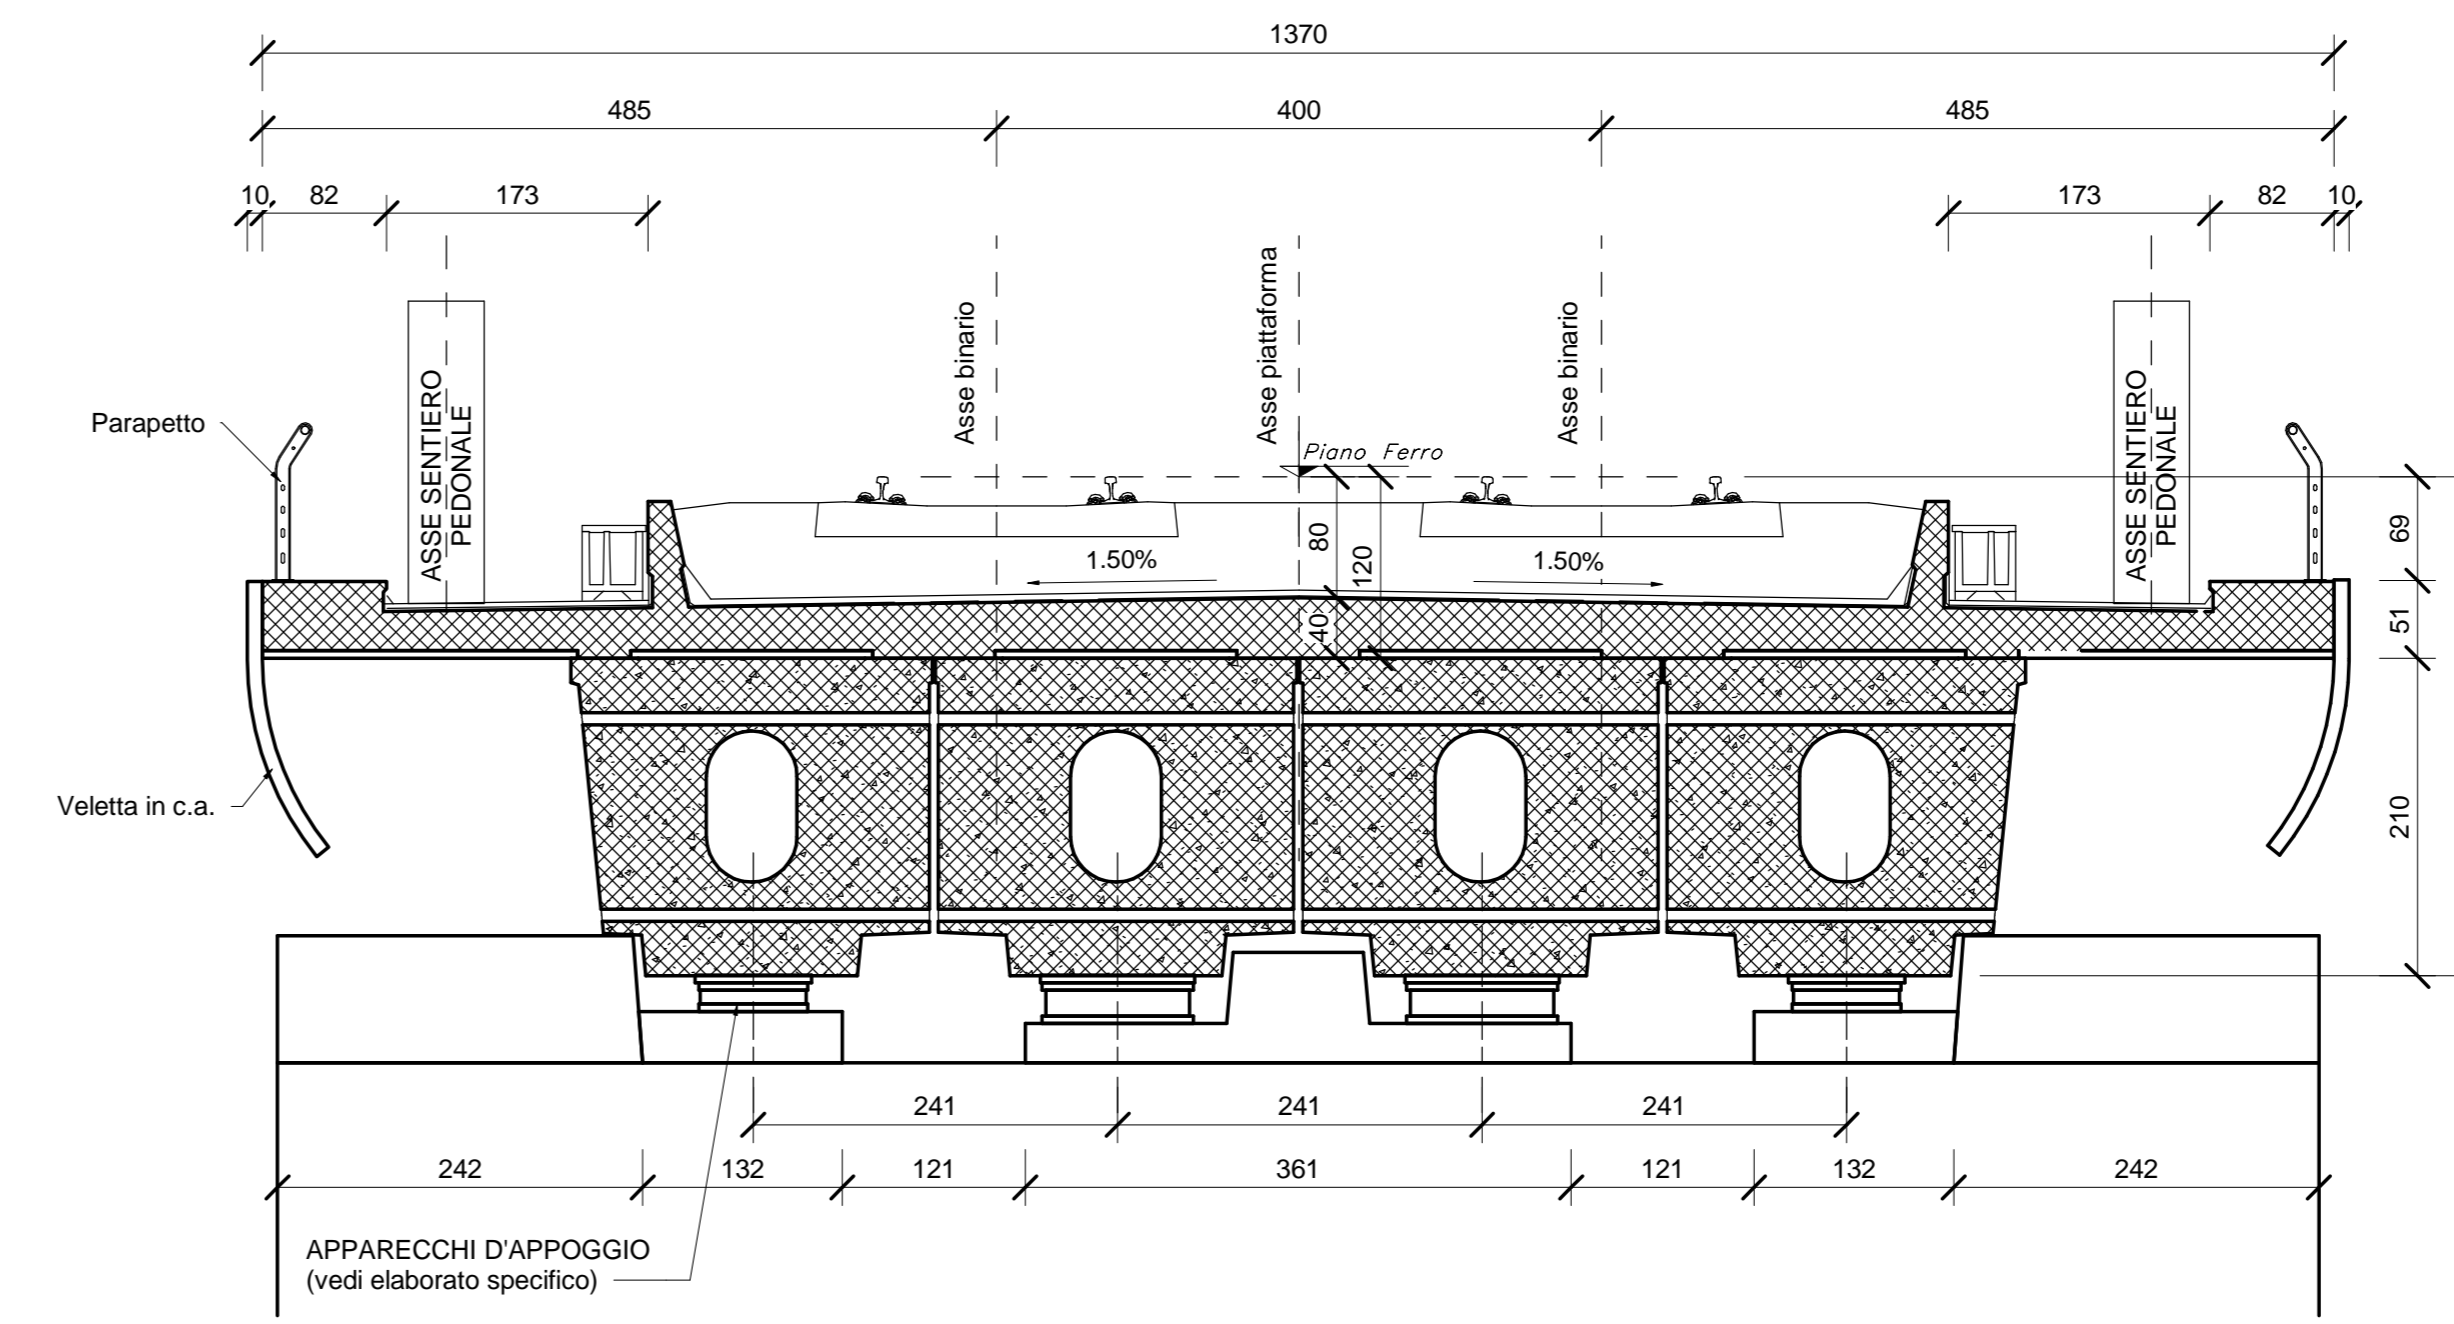 1370
485
400
485
10
82
173
173
82
10
ASSE SENTIERO
PEDONALE
Asse binario
Asse piattaforma
Asse binario
ASSE SENTIERO
PEDONALE
Parapetto
Piano Ferro
80
120
40
1.50%
1.50%
69
51
210
Veletta in c.a.
241
241
241
242
132
121
361
121
132
242
APPARECCHI D'APPOGGIO
(vedi elaborato specifico)